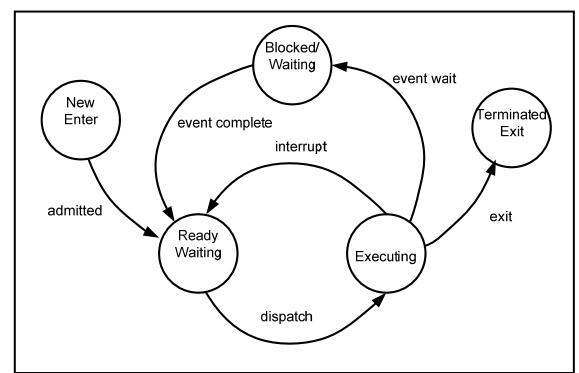 Blocked/
Waiting
event wait
New
Enter
Terminated
Exit
event complete
interrupt
admitted
exit
Ready
Waiting
Executing
dispatch